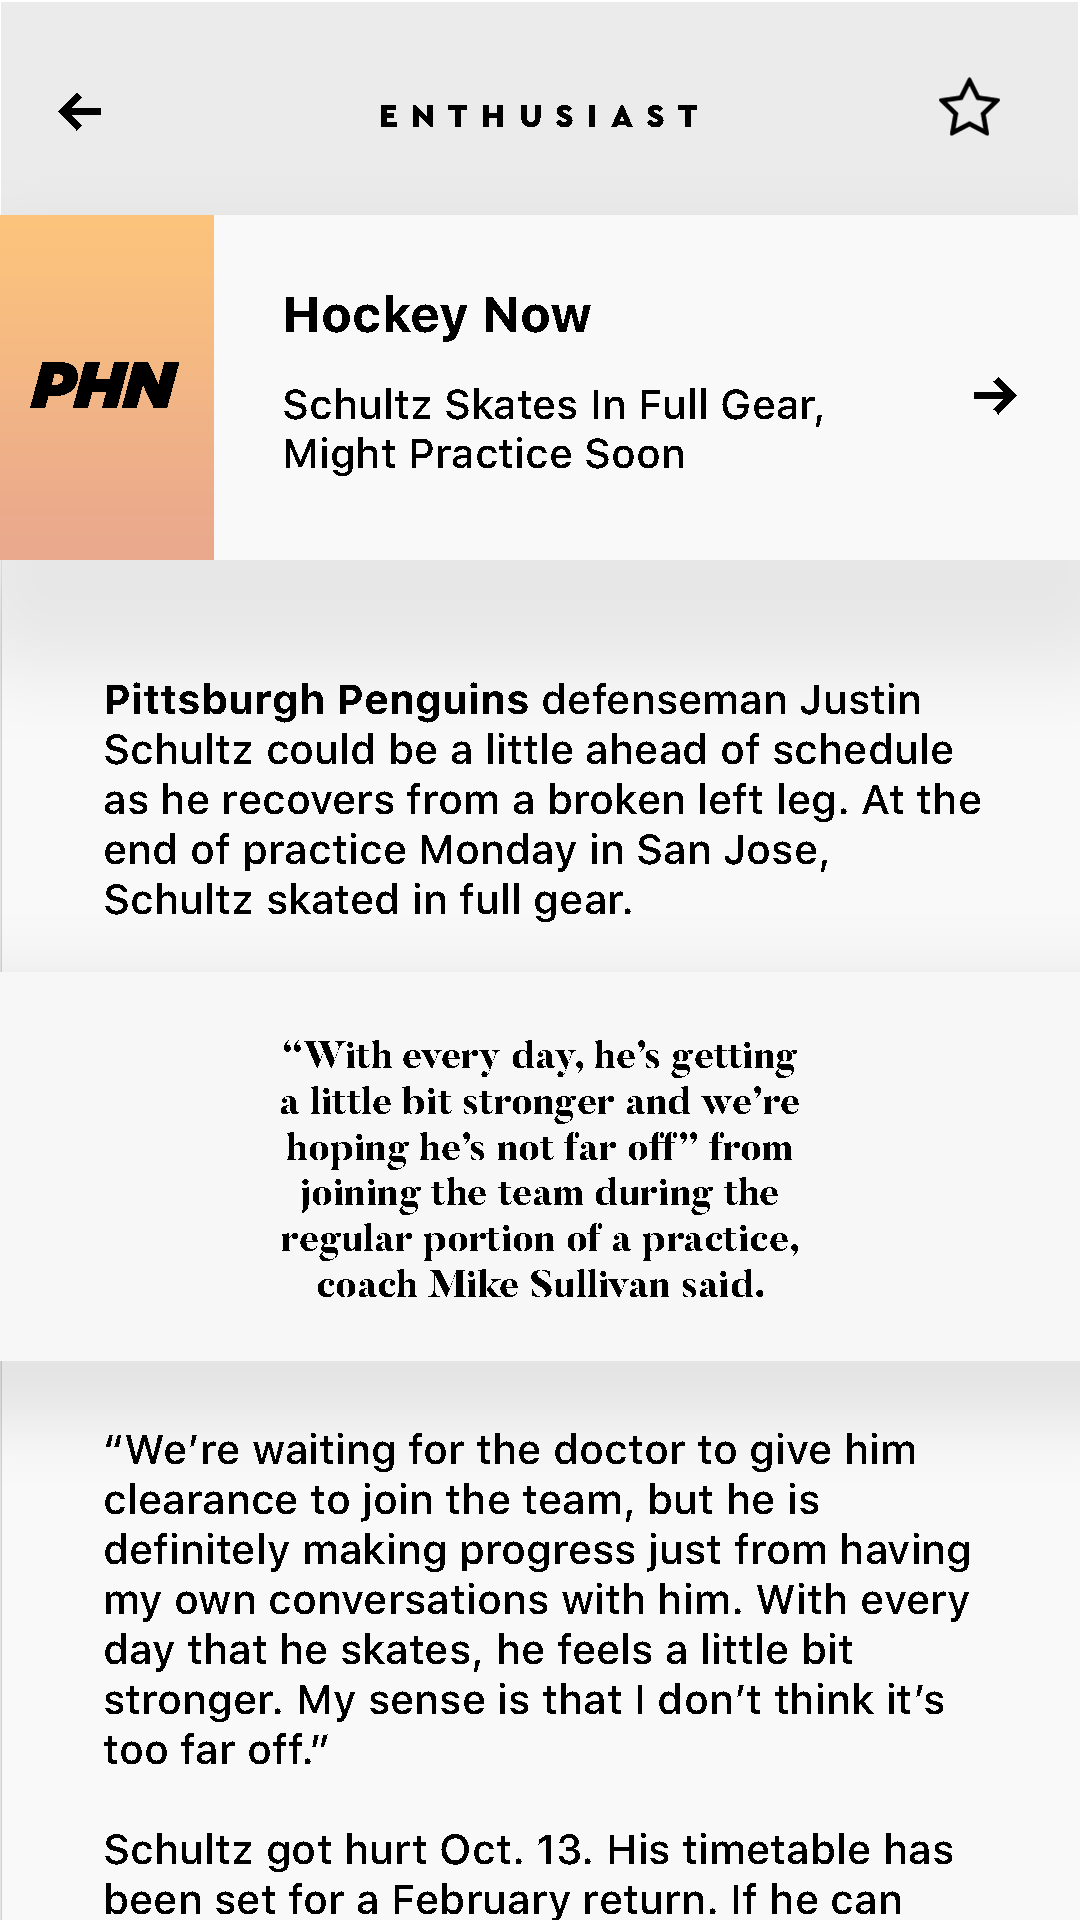 ENTHUSIAST
PHN
Hockey Now
Schultz Skates In Full Gear,
Might Practice Soon
Pittsburgh Penguins defenseman Justin
Schultz could be a little ahead of schedule
as he recovers from a broken left leg. At the
end of practice Monday in San Jose,
Schultz skated in full gear.
“With every day, he’s getting
a little bit stronger and we’re
hoping he’s not far off” from
joining the team during the
regular portion of a practice,
coach Mike Sullivan said.
“We’re waiting for the doctor to give him
clearance to join the team, but he is
definitely making progress just from having
my own conversations with him. With every
day that he skates, he feels a little bit
stronger. My sense is that I don’t think it’s
too far off.”
Schultz got hurt Oct. 13. His timetable has
been set for a February return. If he can